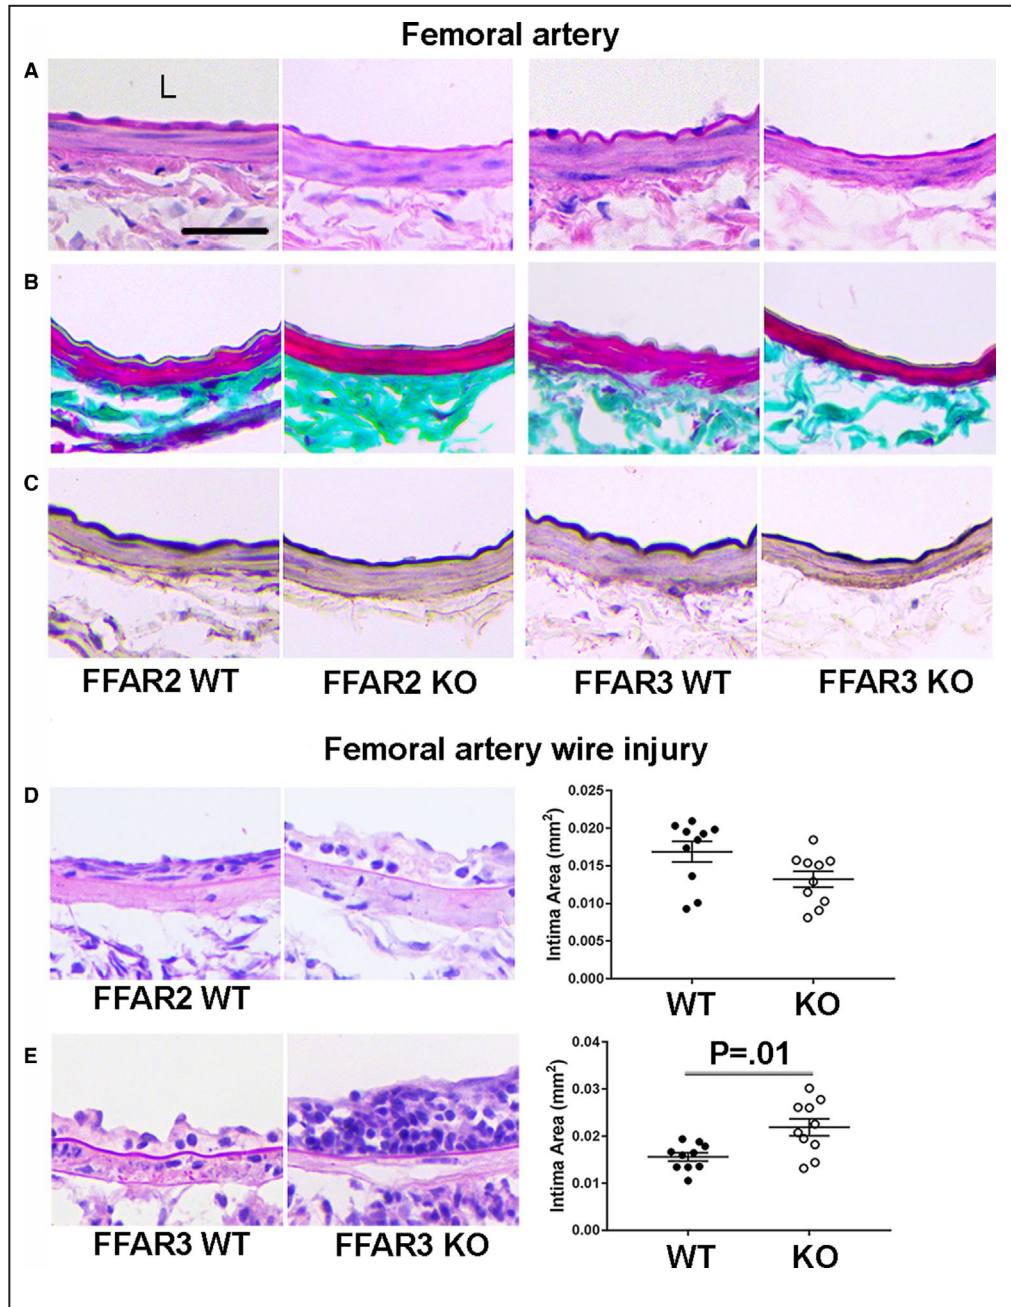 Femoral artery
A
L
B
C
FFAR2 WT
FFAR2 KO
FFAR3 WT
FFAR3 KO
Femoral artery wire injury
D
FFAR2 WT
Intima Area (mm²)
0.025
0.020
0.015
0.010
0.005
0.000
WT
KO
E
FFAR3 WT
FFAR3 KO
P=.01
Intima Area (mm²)
0.04
0.03
0.02
0.01
0.00
WT
KO